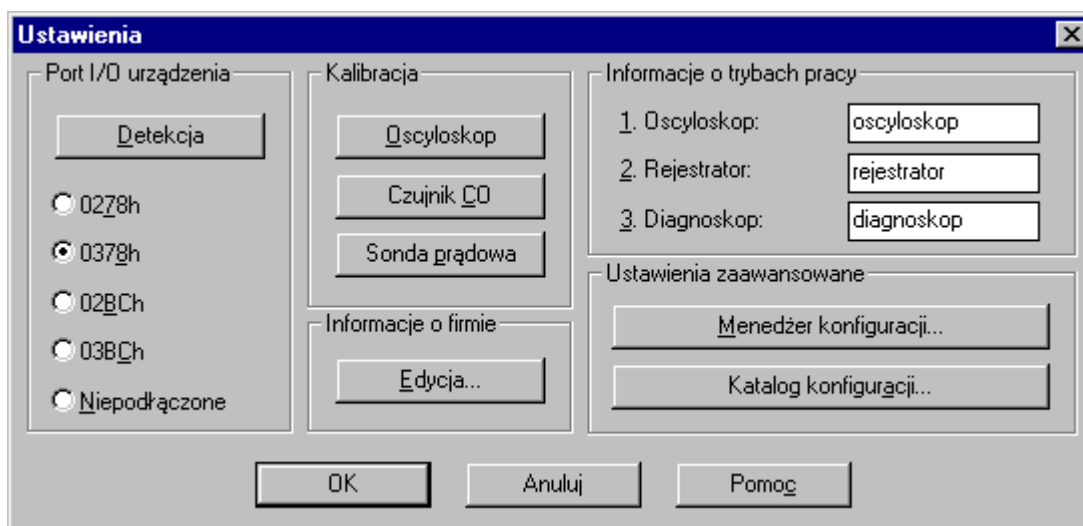 Ustawienia
Port I/O urządzenia
Detekcja
0278h
0378h
02BCh
03BCh
Niepodłączone
Kalibracja
Oscyloskop
Czujnik CO
Sonda prądowa
Informacje o firmie
Edycja...
Informacje o trybach pracy
1. Oscyloskop: oscyloskop
2. Rejestrator: rejestrator
3. Diagnoskop: diagnoskop
Ustawienia zaawansowane
Menedżer konfiguracji...
Katalog konfiguracji...
OK Anuluj Pomoc